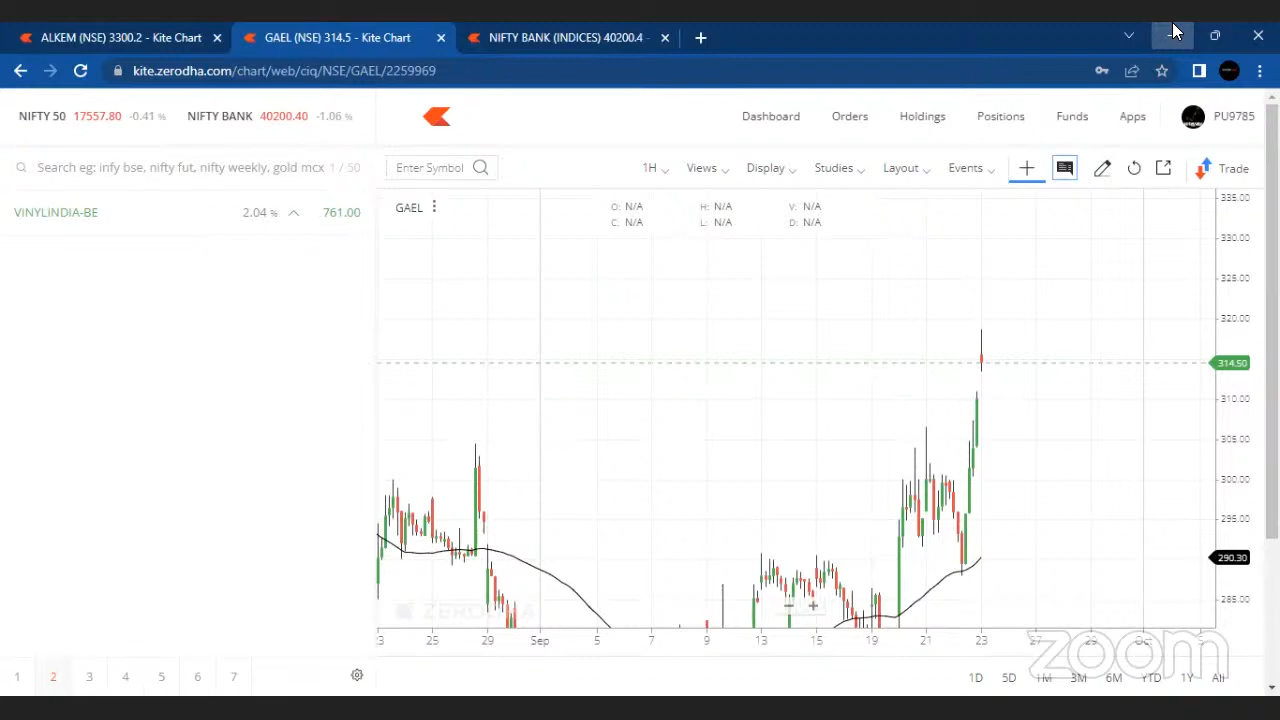 ALKEM (NSE) 3300.2 - Kite Chart
GAEL (NSE) 314.5 - Kite Chart
NIFTY BANK (INDICES) 40200.4 -
kite.zerodha.com/chart/web/ciq/NSE/GAEL/2259969
NIFTY 50 17557.80 -0.41 % NIFTY BANK 40200.40 -1.06 %
Dashboard Orders Holdings Positions Funds Apps PU9785
Search eg: infy bse, nifty fut, nifty weekly, gold mcx 1 / 50
Enter Symbol 1H Views Display Studies Layout Events Trade
VINYLINDIA-BE 2.04 % 761.00
GAEL
O: N/A H: N/A V: N/A
C: N/A L: N/A D: N/A
335.00
330.00
325.00
320.00
314.50
310.00
305.00
300.00
295.00
290.30
285.00
ZERODHA
25 29 Sep 5 7 9 13 15 19 21 23 27 29 Oct
zoom
1 2 3 4 5 6 7
1D 5D 1M 3M 6M YTD 1Y All